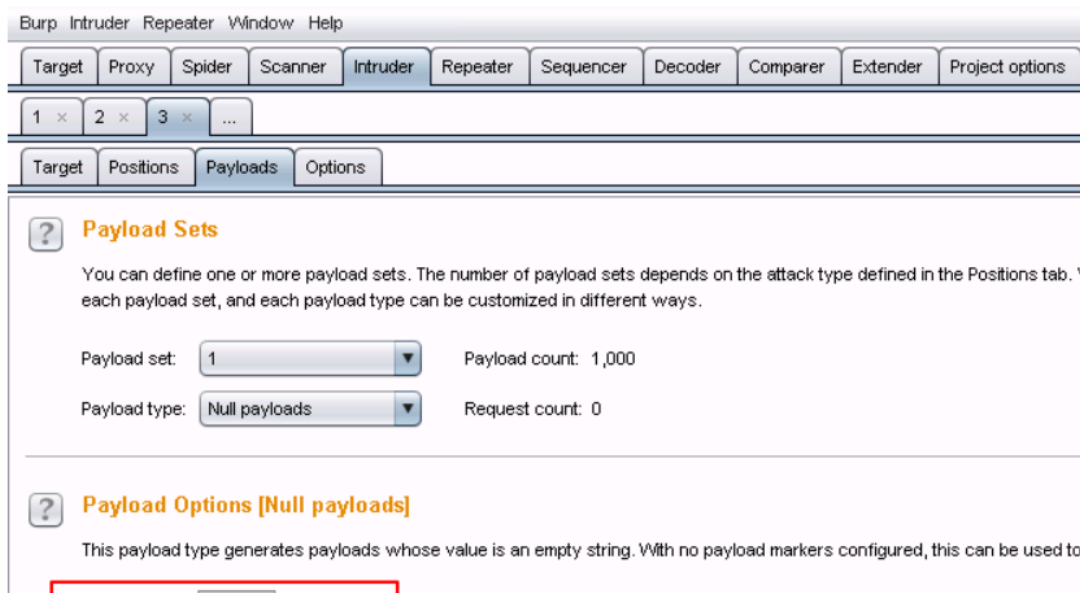 Burp Intruder Repeater Window Help
Target Proxy Spider Scanner Intruder Repeater Sequencer Decoder Comparer Extender Project options
1 × 2 × 3 × ...
Target Positions Payloads Options
? Payload Sets
You can define one or more payload sets. The number of payload sets depends on the attack type defined in the Positions tab.
each payload set, and each payload type can be customized in different ways.
Payload set: 1 Payload count: 1,000
Payload type: Null payloads Request count: 0
? Payload Options [Null payloads]
This payload type generates payloads whose value is an empty string. With no payload markers configured, this can be used to